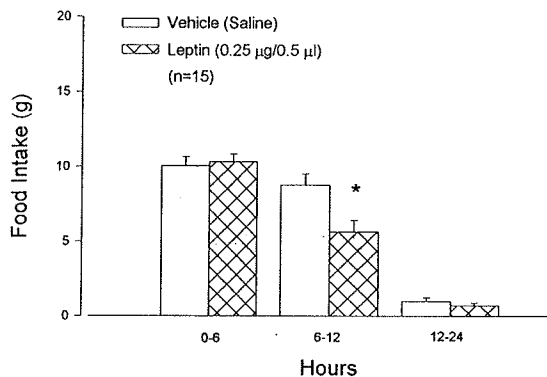 20
Vehicle (Saline)
Leptin (0.25 μg/0.5 μl)
(n=15)
15
10
5
0
Food Intake (g)
*
0-6
6-12
12-24
Hours